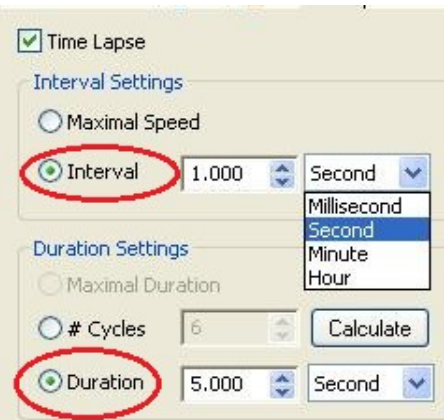 Time Lapse
Interval Settings
Maximal Speed
Interval 1.000 Second
Millisecond
Second
Minute
Hour
Duration Settings
Maximal Duration
# Cycles 6 Calculate
Duration 5.000 Second